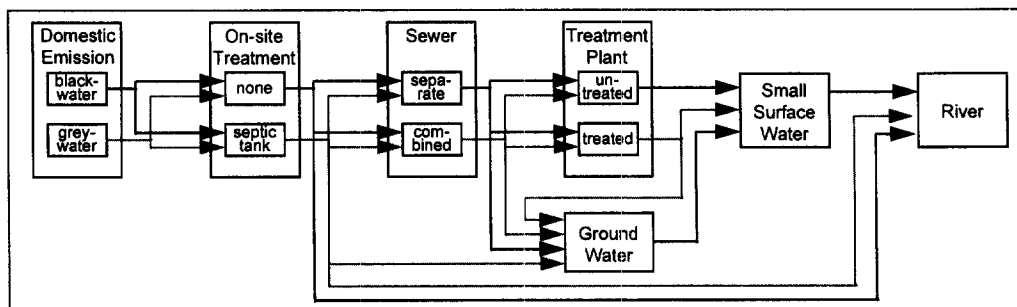 Domestic
Emission
black-
water
grey-
water
On-site
Treatment
none
septic
tank
Sewer
sepa-
rate
com-
bined
Treatment
Plant
un-
treated
treated
Ground
Water
Small
Surface
Water
River